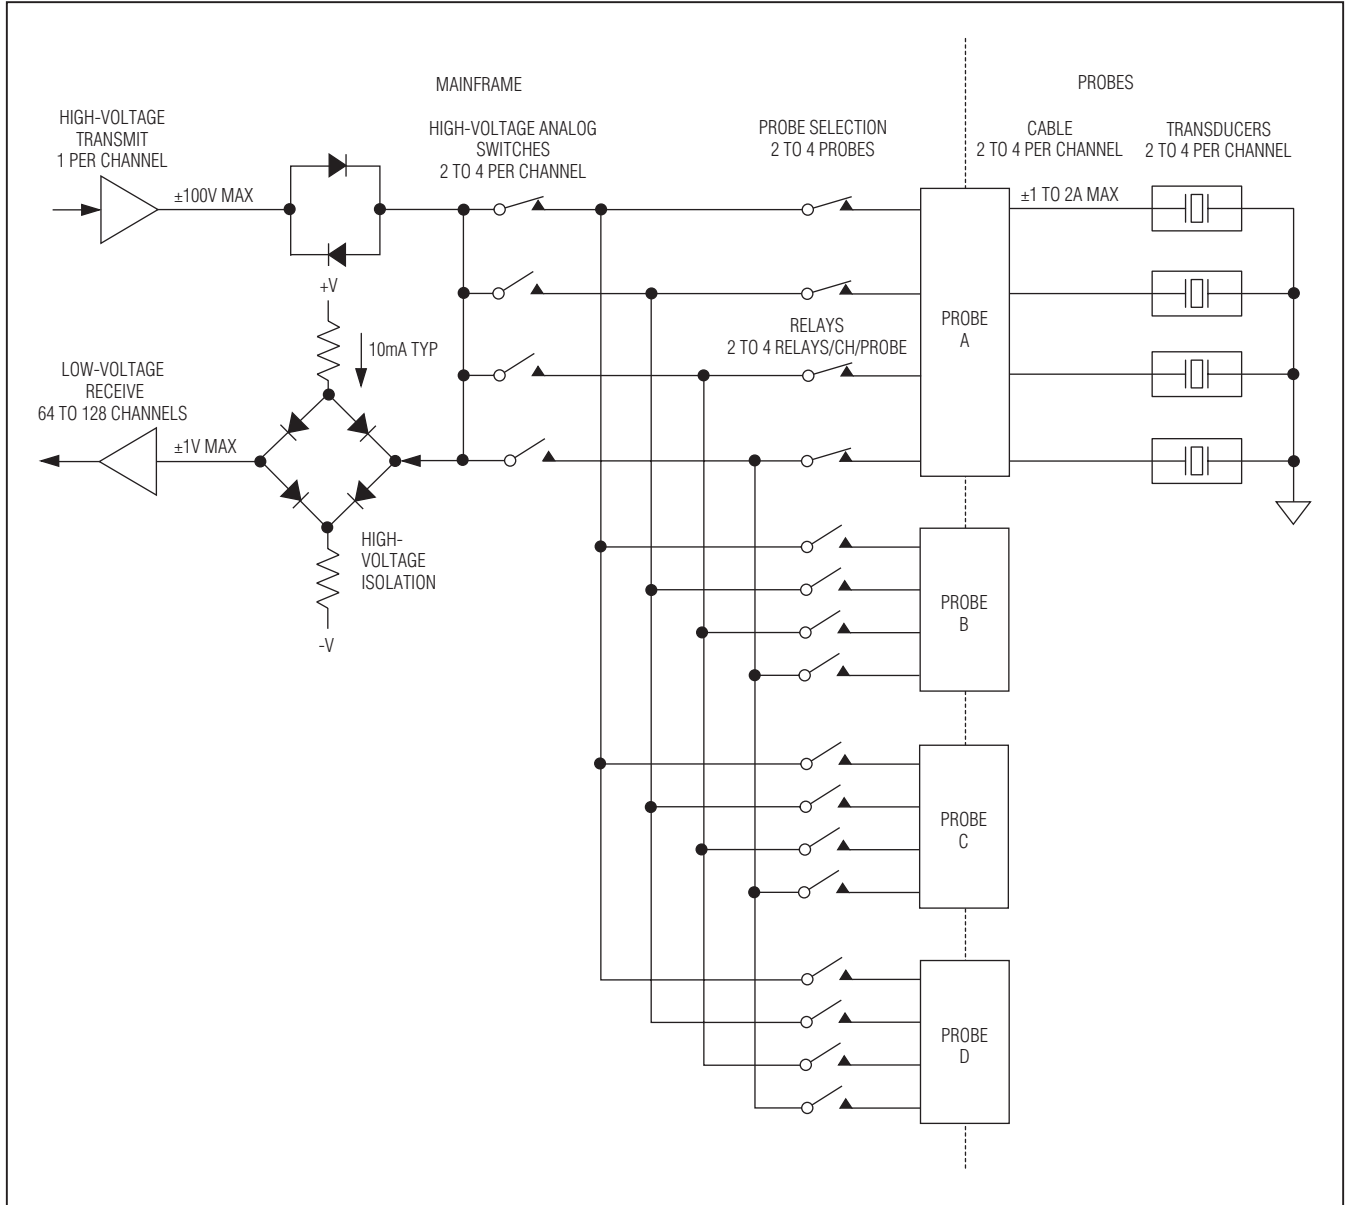 MAINFRAME
PROBES
HIGH-VOLTAGE
TRANSMIT
1 PER CHANNEL
HIGH-VOLTAGE ANALOG
SWITCHES
2 TO 4 PER CHANNEL
PROBE SELECTION
2 TO 4 PROBES
CABLE
2 TO 4 PER CHANNEL
TRANSDUCERS
2 TO 4 PER CHANNEL
±100V MAX
±1 TO 2A MAX
+V
10mA TYP
RELAYS
2 TO 4 RELAYS/CH/PROBE
PROBE
A
LOW-VOLTAGE
RECEIVE
64 TO 128 CHANNELS
±1V MAX
HIGH-
VOLTAGE
ISOLATION
-V
PROBE
B
PROBE
C
PROBE
D